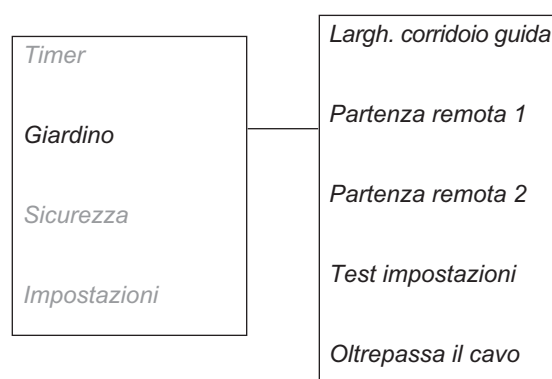 Timer
Giardino
Sicurezza
Impostazioni
Largh. corridoio guida
Partenza remota 1
Partenza remota 2
Test impostazioni
Oltrepassa il cavo